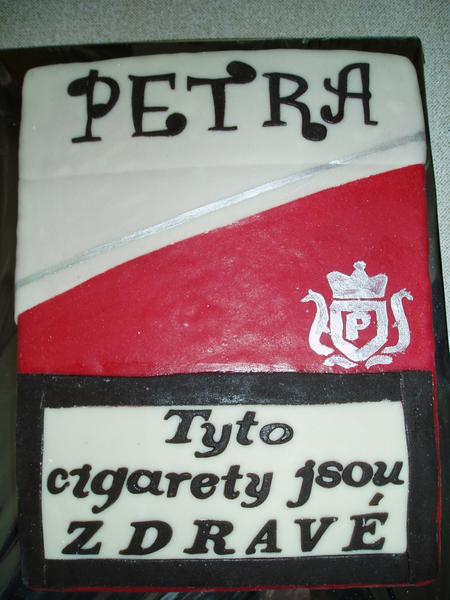 PETRA
P
Tyto
cigarety jsou
ZDRAVÉ